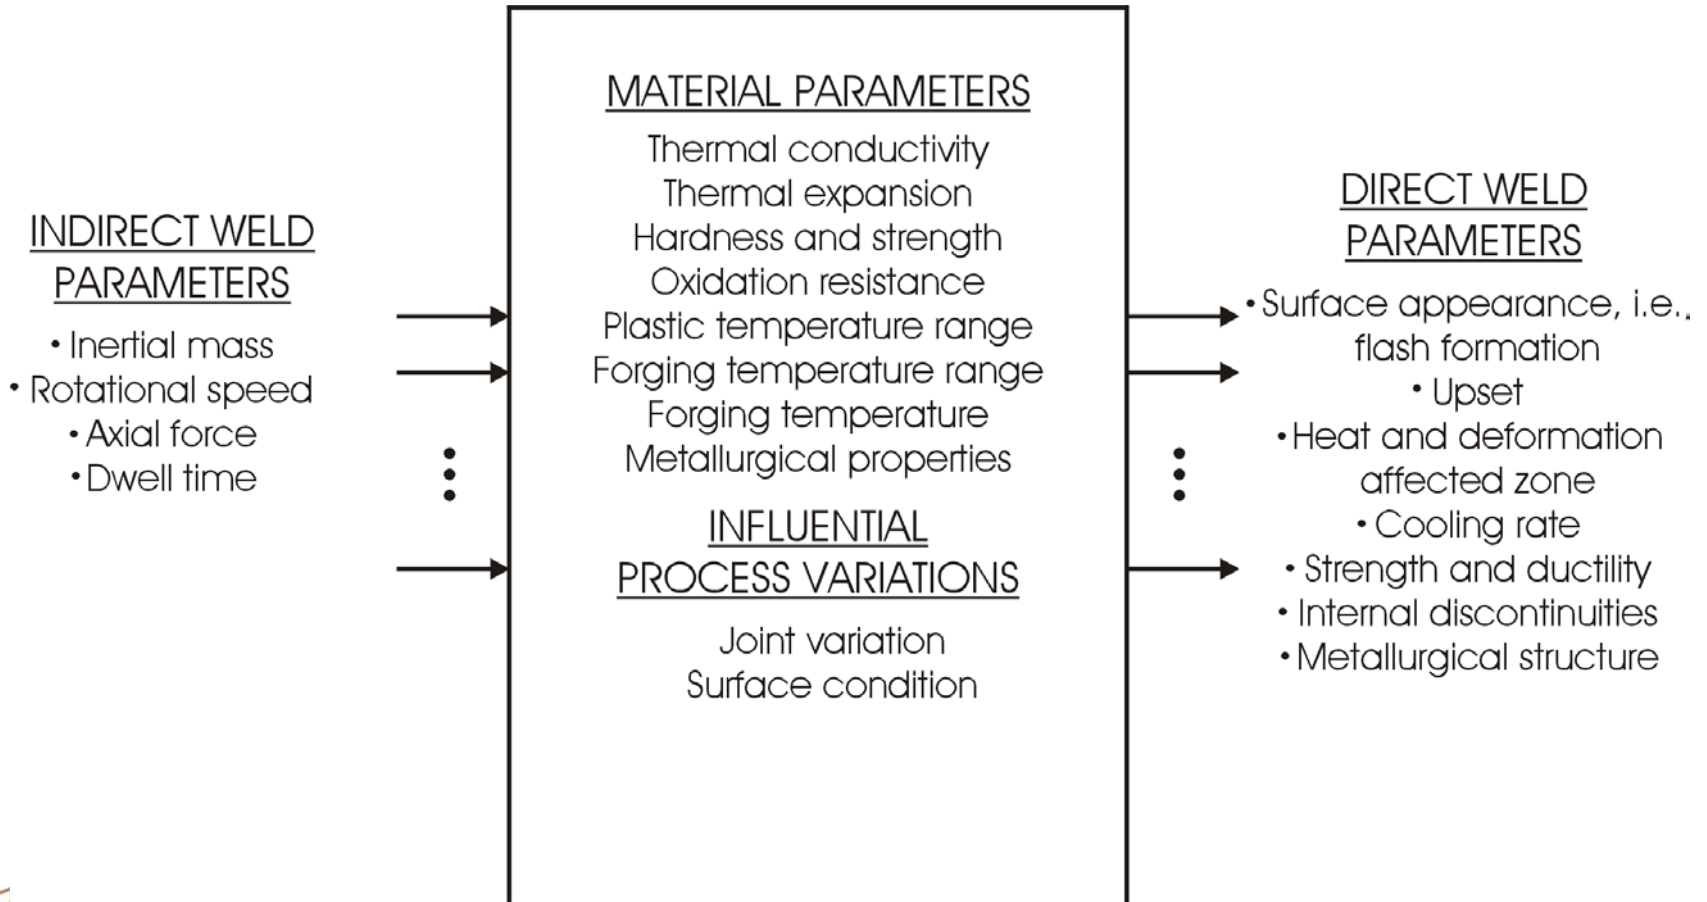 INDIRECT WELD
PARAMETERS
• Inertial mass
• Rotational speed
• Axial force
• Dwell time
MATERIAL PARAMETERS
Thermal conductivity
Thermal expansion
Hardness and strength
Oxidation resistance
Plastic temperature range
Forging temperature range
Forging temperature
Metallurgical properties
INFLUENTIAL
PROCESS VARIATIONS
Joint variation
Surface condition
DIRECT WELD
PARAMETERS
• Surface appearance, i.e.,
flash formation
• Upset
• Heat and deformation
affected zone
• Cooling rate
• Strength and ductility
• Internal discontinuities
• Metallurgical structure